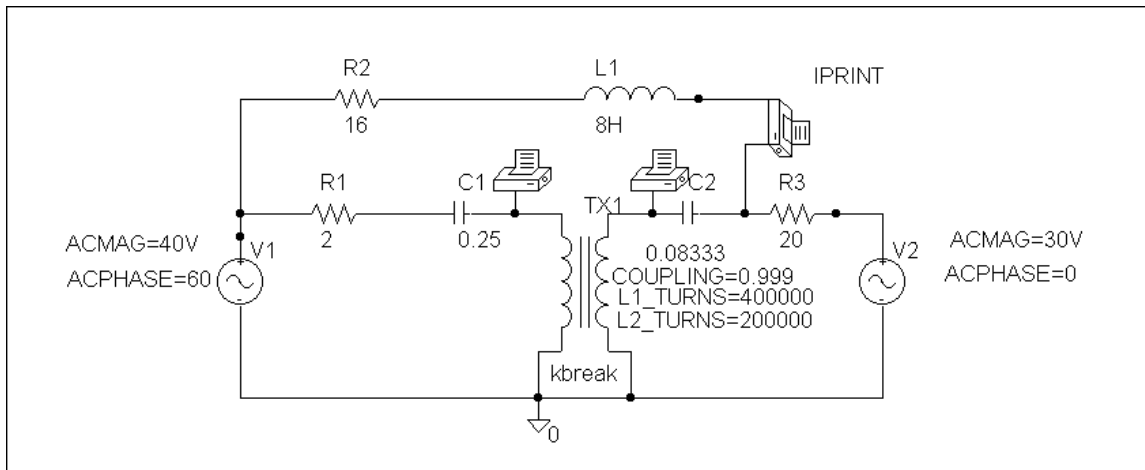 R2
L1
IPRINT
16
8H
R1
C1
C2
TX1
R3
2
0.25
20
ACMAG=40V
V1
ACPHASE=60
0.08333
COUPLING=0.999
L1_TURNS=400000
L2_TURNS=200000
V2
ACMAG=30V
ACPHASE=0
kbreak
0